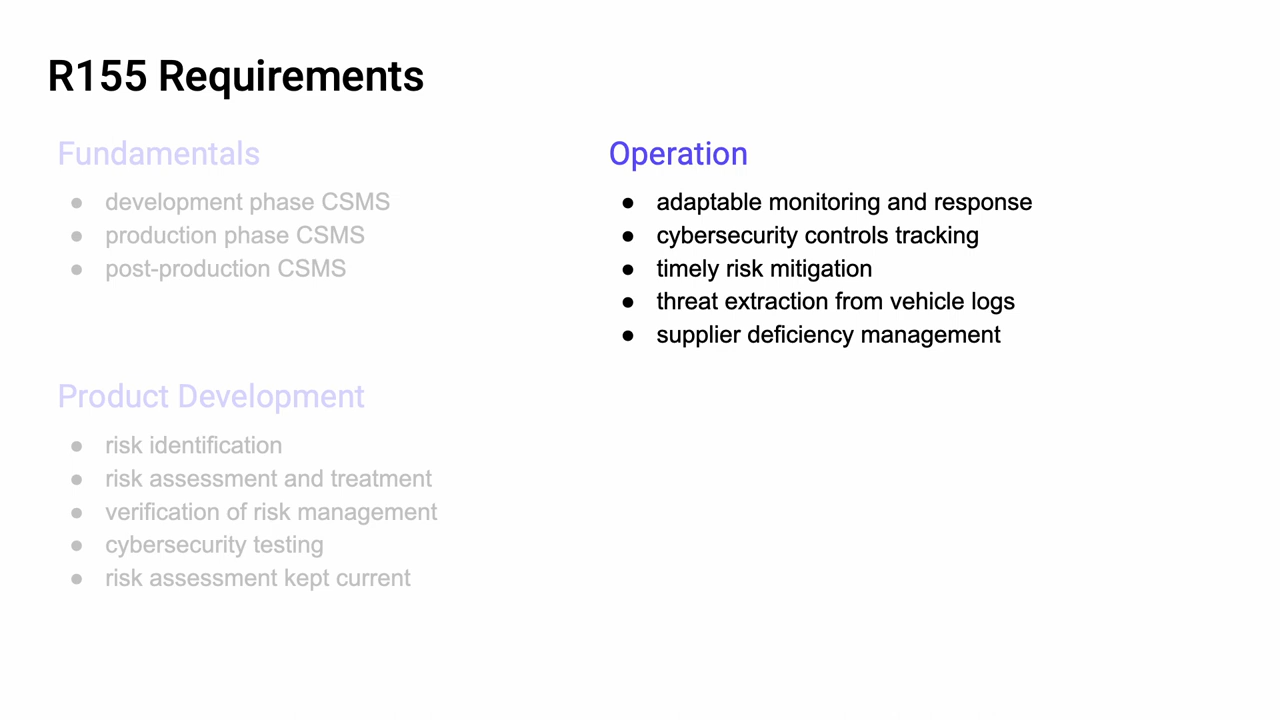 R155 Requirements
Fundamentals
● development phase CSMS
● production phase CSMS
● post-production CSMS
Product Development
● risk identification
● risk assessment and treatment
● verification of risk management
● cybersecurity testing
● risk assessment kept current
Operation
● adaptable monitoring and response
● cybersecurity controls tracking
● timely risk mitigation
● threat extraction from vehicle logs
● supplier deficiency management